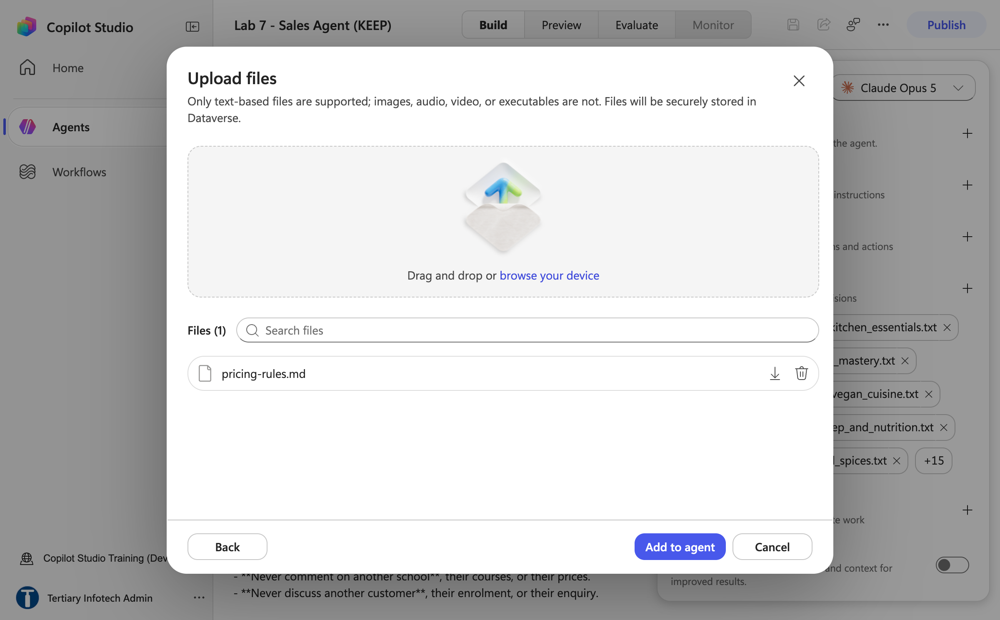 Copilot Studio
Lab 7 - Sales Agent (KEEP)
Build
Preview
Evaluate
Monitor
Publish
Home
Agents
Workflows
Upload files
Only text-based files are supported; images, audio, video, or executables are not. Files will be securely stored in
Dataverse.
Drag and drop or browse your device
Files (1)
Search files
pricing-rules.md
Back
Add to agent
Cancel
Claude Opus 5
the agent.
instructions
and actions
kitchen_essentials.txt
_mastery.txt
vegan_cuisine.txt
ep_and_nutrition.txt
_spices.txt
+15
work
and context for
improved results.
- **Never comment on another school**, their courses, or their prices.
- **Never discuss another customer**, their enrolment, or their enquiry.
Copilot Studio Training (Dev
Tertiary Infotech Admin